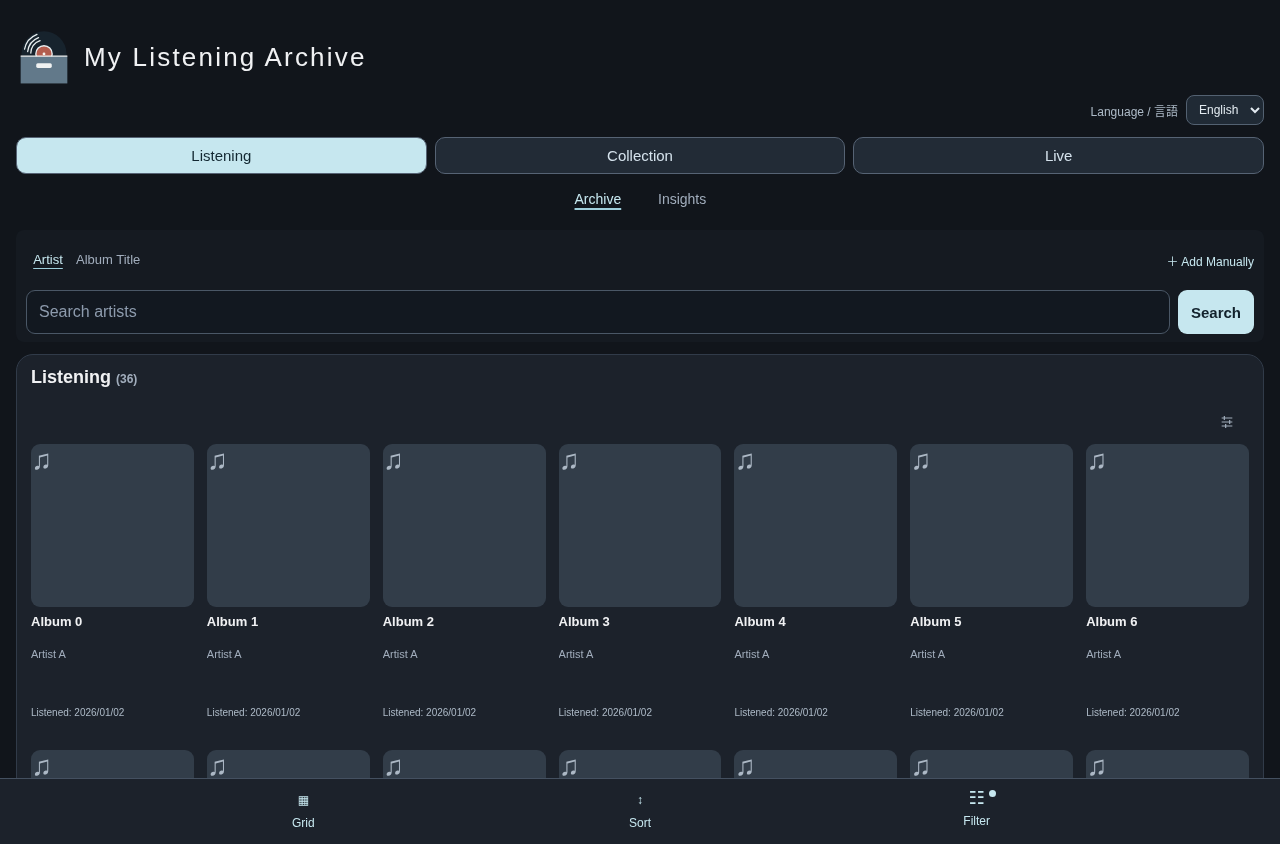 My Listening Archive
Language / 言語 English
Listening Collection Live
Archive Insights
Artist Album Title + Add Manually
Search artists Search
Listening (36)
Album 0 Album 1 Album 2 Album 3 Album 4 Album 5 Album 6
Artist A Artist A Artist A Artist A Artist A Artist A Artist A
Listened: 2026/01/02 Listened: 2026/01/02 Listened: 2026/01/02 Listened: 2026/01/02 Listened: 2026/01/02 Listened: 2026/01/02 Listened: 2026/01/02
Grid Sort Filter